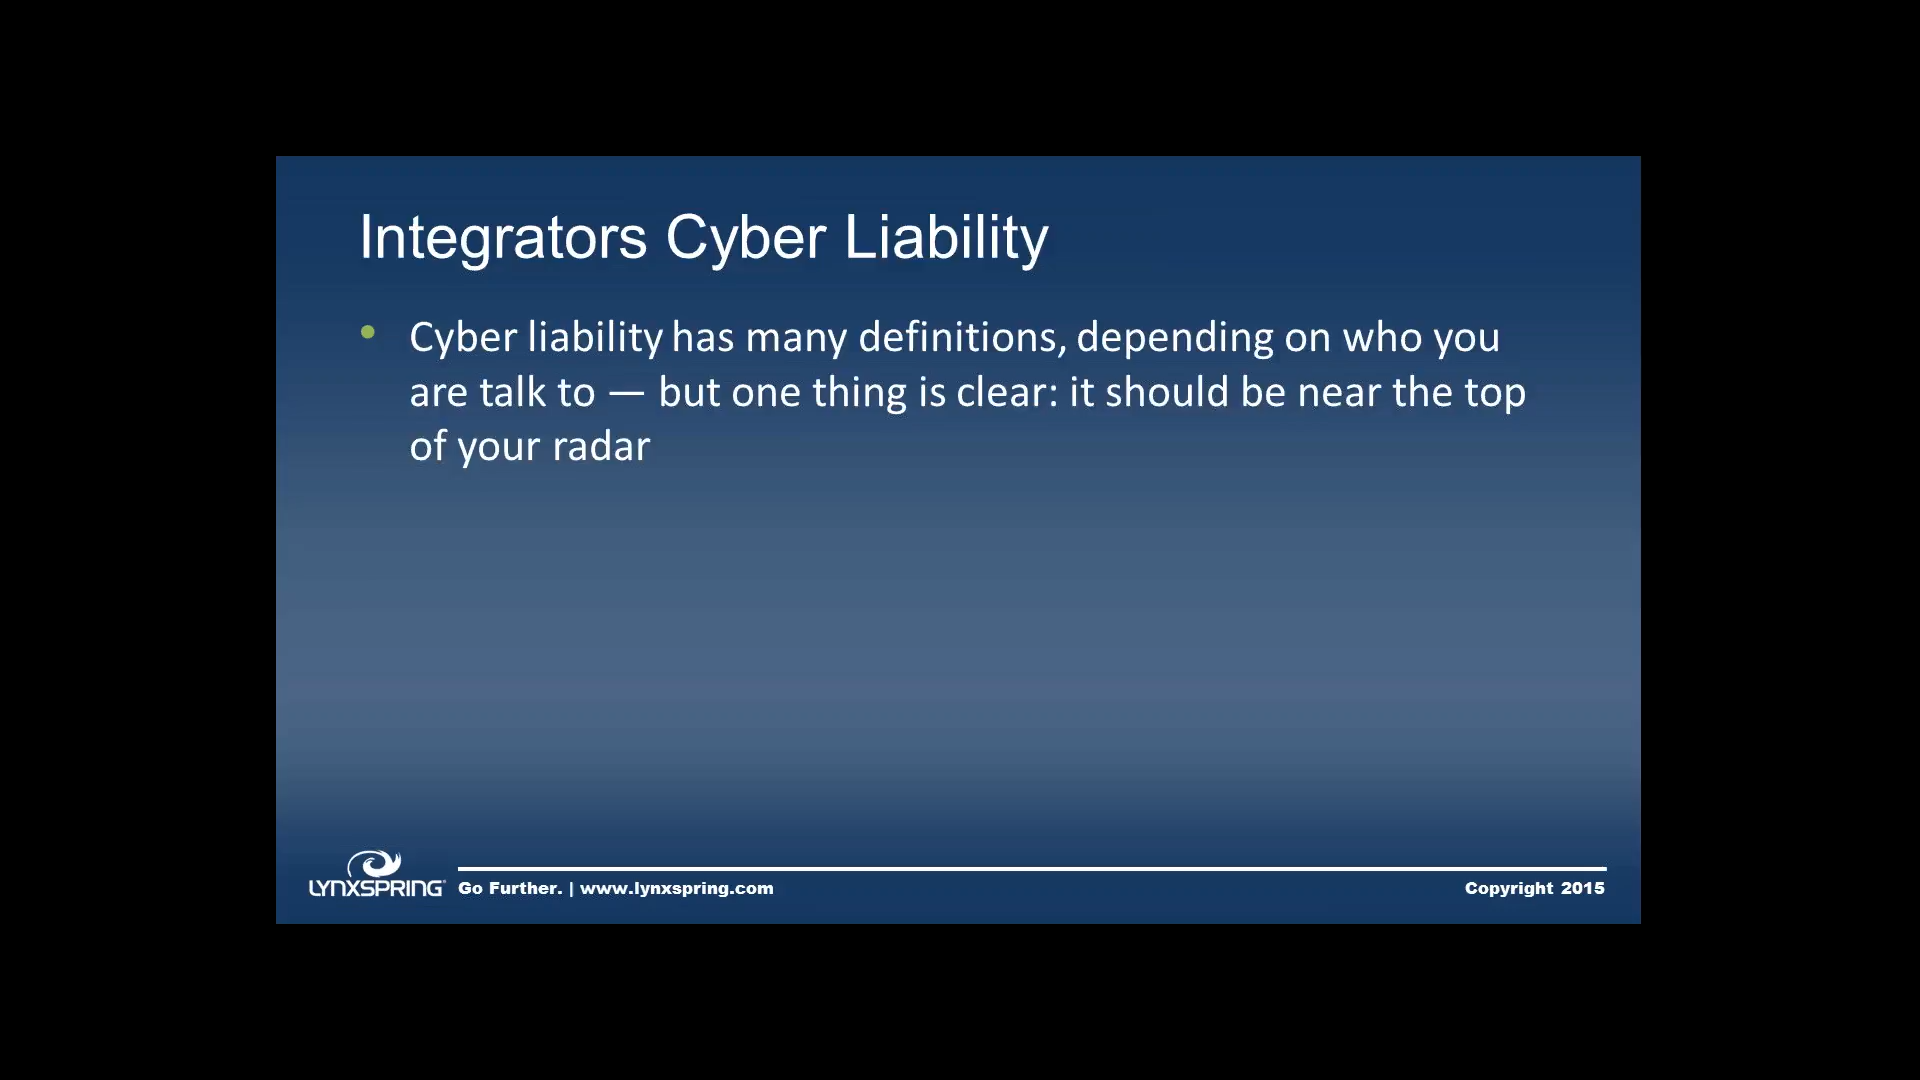 Integrators Cyber Liability
• Cyber liability has many definitions, depending on who you
are talk to — but one thing is clear: it should be near the top
of your radar
LYNXSPRING Go Further. | www.lynxspring.com Copyright 2015